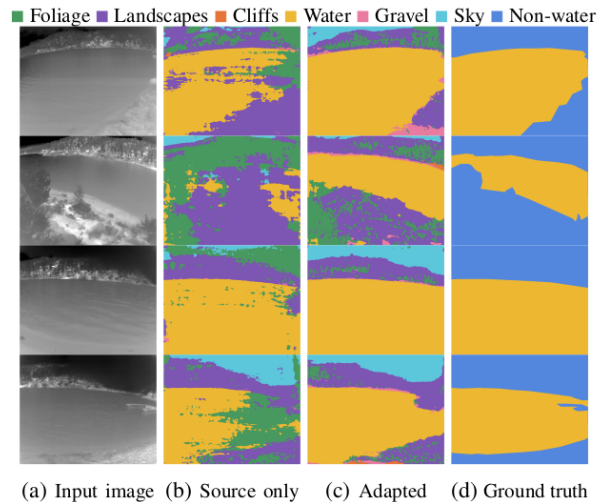 Foliage Landscapes Cliffs Water Gravel Sky Non-water
(a) Input image (b) Source only (c) Adapted (d) Ground truth